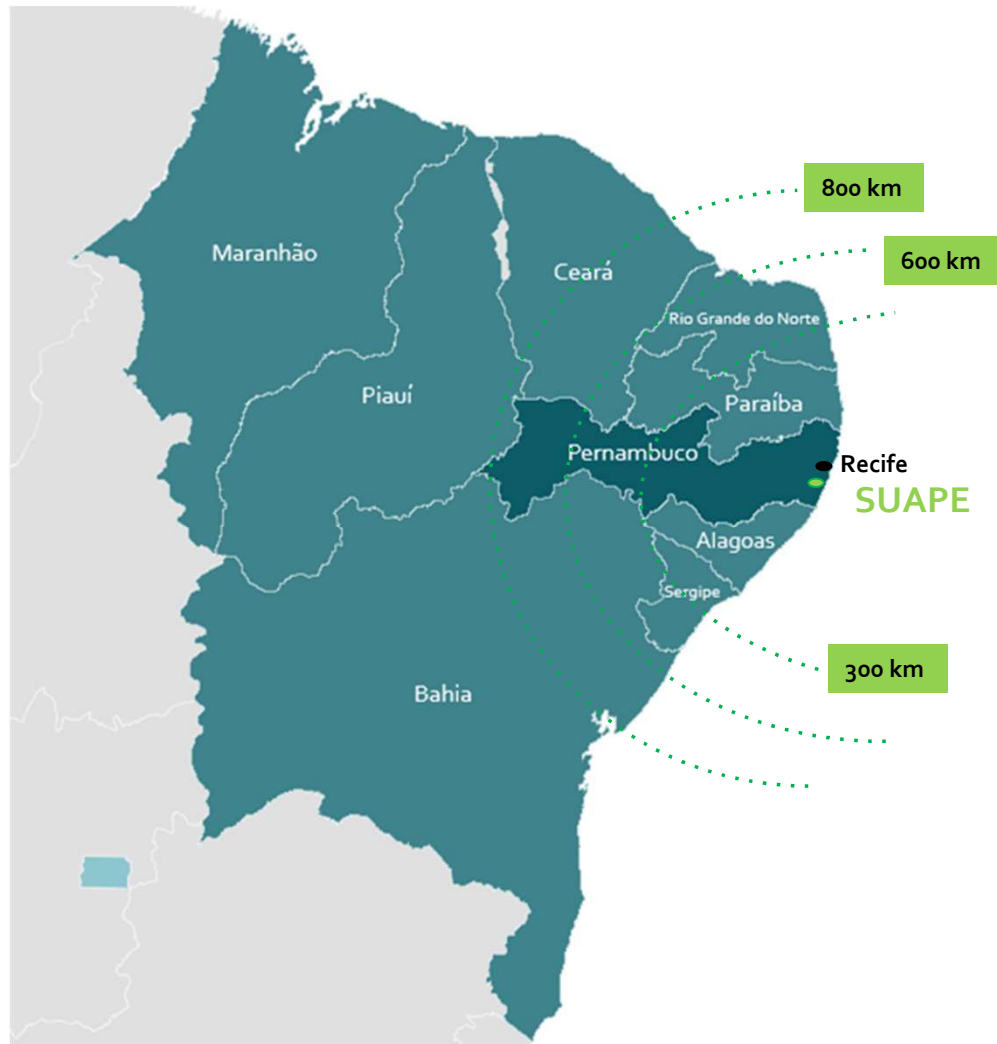 800 km
Maranhão
600 km
Ceará
Rio Grande do Norte
Piauí
Paraíba
Pernambuco
Recife
SUAPE
Alagoas
Sergipe
300 km
Bahia